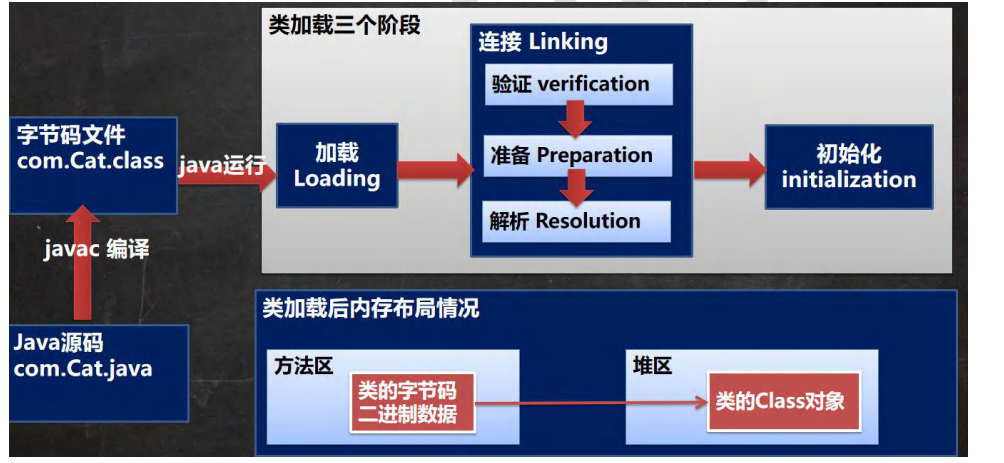 类加载三个阶段
连接 Linking
验证 verification
字节码文件
com.Cat.class
java运行
加载
Loading
准备 Preparation
初始化
initialization
解析 Resolution
javac 编译
类加载后内存布局情况
Java源码
com.Cat.java
方法区
类的字节码
二进制数据
堆区
类的Class对象